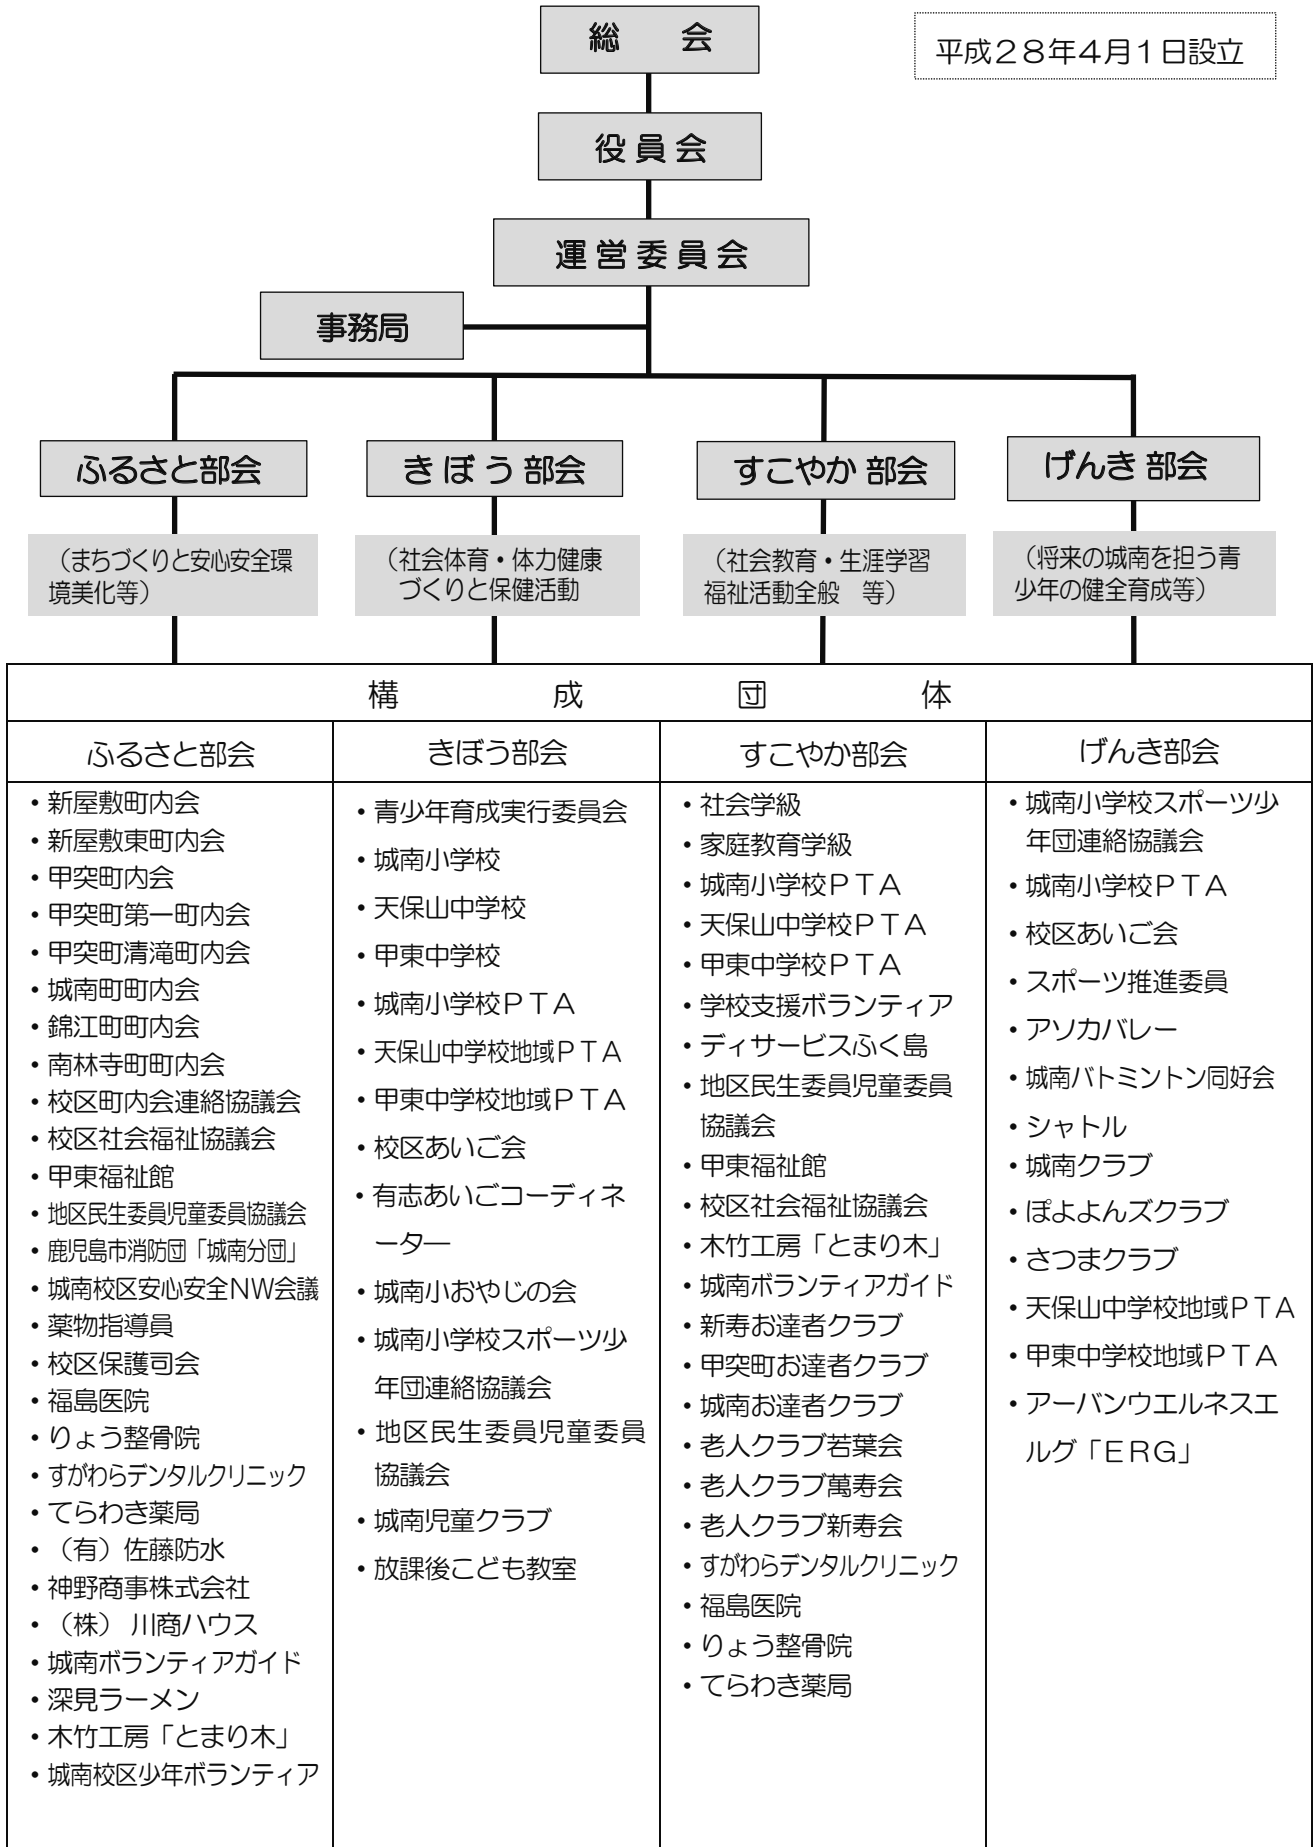 総　会
平成２８年４月１日設立
役員会
運営委員会
事務局
ふるさと部会
きぼう部会
すこやか部会
げんき部会
（まちづくりと安心安全環
境美化等）
（社会体育・体力健康
づくりと保健活動
（社会教育・生涯学習
福祉活動全般　等）
（将来の城南を担う青
少年の健全育成等）
構　成　団　体
ふるさと部会
・新屋敷町内会
・新屋敷東町内会
・甲突町内会
・甲突町第一町内会
・甲突町清滝町内会
・城南町町内会
・錦江町町内会
・南林寺町町内会
・校区町内会連絡協議会
・校区社会福祉協議会
・甲東福祉館
・地区民生委員児童委員協議会
・鹿児島市消防団「城南分団」
・城南校区安心安全NW会議
・薬物指導員
・校区保護司会
・福島医院
・りょう整骨院
・すがわらデンタルクリニック
・てらわき薬局
・（有）佐藤防水
・神野商事株式会社
・（株） 川商ハウス
・城南ボランティアガイド
・深見ラーメン
・木竹工房「とまり木」
・城南校区少年ボランティア
きぼう部会
・青少年育成実行委員会
・城南小学校
・天保山中学校
・甲東中学校
・城南小学校ＰＴＡ
・天保山中学校地域ＰＴＡ
・甲東中学校地域ＰＴＡ
・校区あいご会
・有志あいごコーディネ
ーター
・城南小おやじの会
・城南小学校スポーツ少
年団連絡協議会
・地区民生委員児童委員
協議会
・城南児童クラブ
・放課後こども教室
すこやか部会
・社会学級
・家庭教育学級
・城南小学校ＰＴＡ
・天保山中学校ＰＴＡ
・甲東中学校ＰＴＡ
・学校支援ボランティア
・ディサービスふく島
・地区民生委員児童委員
協議会
・甲東福祉館
・校区社会福祉協議会
・木竹工房「とまり木」
・城南ボランティアガイド
・新寿お達者クラブ
・甲突町お達者クラブ
・城南お達者クラブ
・老人クラブ若葉会
・老人クラブ萬寿会
・老人クラブ新寿会
・すがわらデンタルクリニック
・福島医院
・りょう整骨院
・てらわき薬局
げんき部会
・城南小学校スポーツ少
年団連絡協議会
・城南小学校ＰＴＡ
・校区あいご会
・スポーツ推進委員
・アソカバレー
・城南バトミントン同好会
・シャトル
・城南クラブ
・ぽよよんズクラブ
・さつまクラブ
・天保山中学校地域ＰＴＡ
・甲東中学校地域ＰＴＡ
・アーバンウエルネスエ
ルグ「ＥＲＧ」